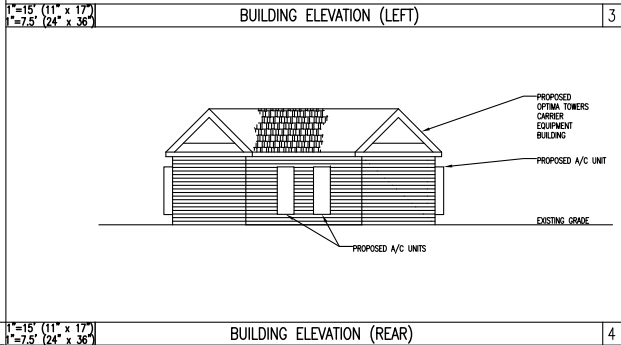 1"=15' (11" x 17")
1"=7.5' (24" x 36")
BUILDING ELEVATION (LEFT)
3
PROPOSED
OPTIMA TOWERS
CARRIER
EQUIPMENT
BUILDING
PROPOSED A/C UNIT
EXISTING GRADE
PROPOSED A/C UNITS
1"=15' (11" x 17")
1"=7.5' (24" x 36")
BUILDING ELEVATION (REAR)
4